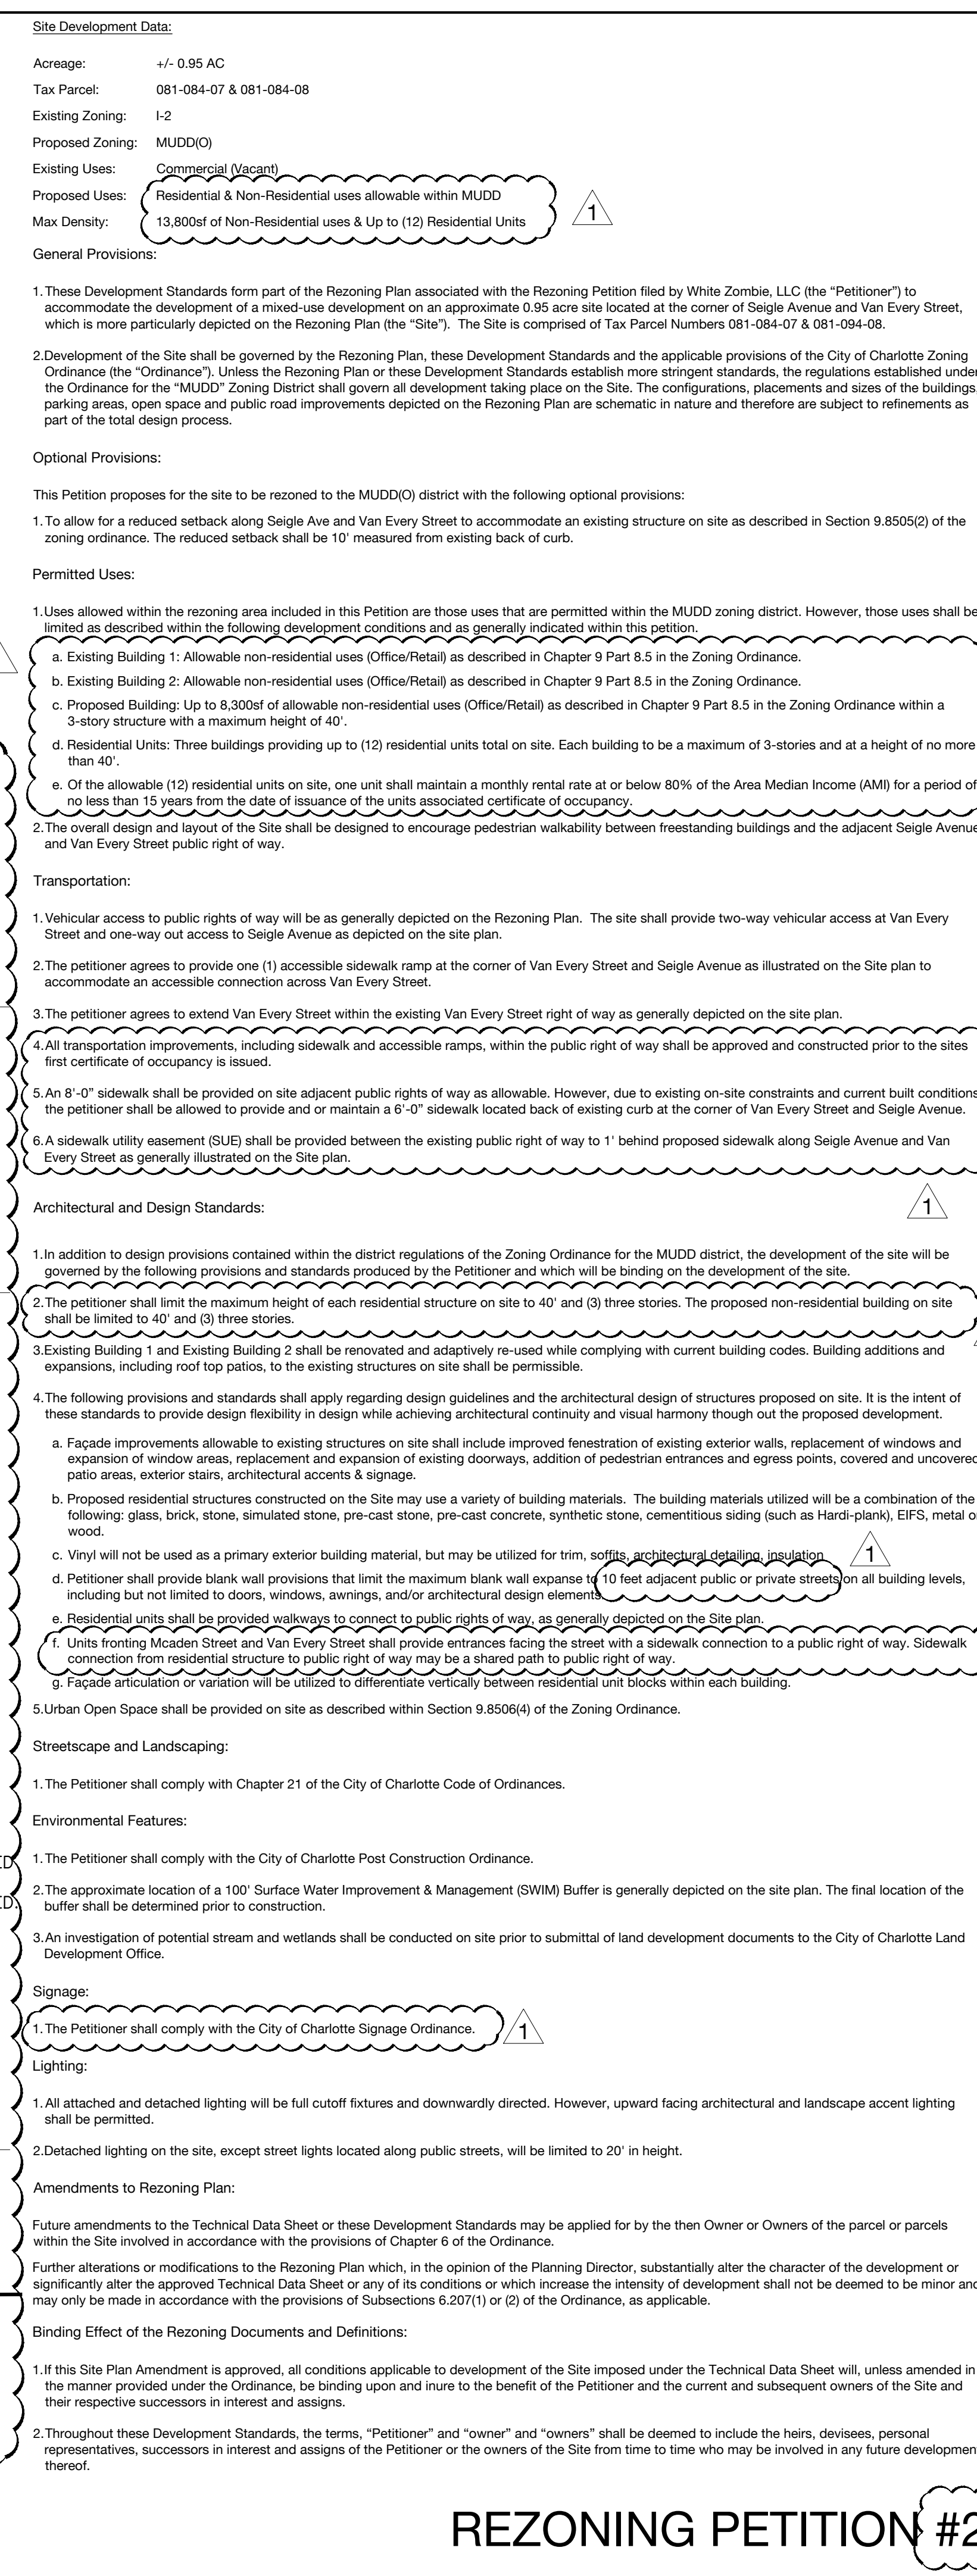 Site Development Data:
Acreage: +/- 0.95 AC
Tax Parcel: 081-084-07 & 081-084-08
Existing Zoning: I-2
Proposed Zoning: MUDD(O)
Existing Uses: Commercial (Vacant)
Proposed Uses: Residential & Non-Residential uses allowable within MUDD
1
Max Density: 13,800sf of Non-Residential uses & Up to (12) Residential Units
General Provisions:
1. These Development Standards form part of the Rezoning Plan associated with the Rezoning Petition filed by White Zombie, LLC (the “Petitioner”) to
accommodate the development of a mixed-use development on an approximate 0.95 acre site located at the corner of Seigle Avenue and Van Every Street,
which is more particularly depicted on the Rezoning Plan (the “Site”). The Site is comprised of Tax Parcel Numbers 081-084-07 & 081-094-08.
2.Development of the Site shall be governed by the Rezoning Plan, these Development Standards and the applicable provisions of the City of Charlotte Zoning
Ordinance (the “Ordinance”). Unless the Rezoning Plan or these Development Standards establish more stringent standards, the regulations established under
the Ordinance for the “MUDD” Zoning District shall govern all development taking place on the Site. The configurations, placements and sizes of the buildings,
parking areas, open space and public road improvements depicted on the Rezoning Plan are schematic in nature and therefore are subject to refinements as
part of the total design process.
Optional Provisions:
This Petition proposes for the site to be rezoned to the MUDD(O) district with the following optional provisions:
1. To allow for a reduced setback along Seigle Ave and Van Every Street to accommodate an existing structure on site as described in Section 9.8505(2) of the
zoning ordinance. The reduced setback shall be 10' measured from existing back of curb.
Permitted Uses:
1. Uses allowed within the rezoning area included in this Petition are those uses that are permitted within the MUDD zoning district. However, those uses shall be
limited as described within the following development conditions and as generally indicated within this petition.
a. Existing Building 1: Allowable non-residential uses (Office/Retail) as described in Chapter 9 Part 8.5 in the Zoning Ordinance.
b. Existing Building 2: Allowable non-residential uses (Office/Retail) as described in Chapter 9 Part 8.5 in the Zoning Ordinance.
c. Proposed Building: Up to 8,300sf of allowable non-residential uses (Office/Retail) as described in Chapter 9 Part 8.5 in the Zoning Ordinance within a
3-story structure with a maximum height of 40'.
d. Residential Units: Three buildings providing up to (12) residential units total on site. Each building to be a maximum of 3-stories and at a height of no more
than 40'.
e. Of the allowable (12) residential units on site, one unit shall maintain a monthly rental rate at or below 80% of the Area Median Income (AMI) for a period of
no less than 15 years from the date of issuance of the units associated certificate of occupancy.
2. The overall design and layout of the Site shall be designed to encourage pedestrian walkability between freestanding buildings and the adjacent Seigle Avenue
and Van Every Street public right of way.
Transportation:
1. Vehicular access to public rights of way will be as generally depicted on the Rezoning Plan. The site shall provide two-way vehicular access at Van Every
Street and one-way out access to Seigle Avenue as depicted on the site plan.
2. The petitioner agrees to provide one (1) accessible sidewalk ramp at the corner of Van Every Street and Seigle Avenue as illustrated on the Site plan to
accommodate an accessible connection across Van Every Street.
3. The petitioner agrees to extend Van Every Street within the existing Van Every Street right of way as generally depicted on the site plan.
4. All transportation improvements, including sidewalk and accessible ramps, within the public right of way shall be approved and constructed prior to the sites
first certificate of occupancy is issued.
5. An 8'-0” sidewalk shall be provided on site adjacent public rights of way as allowable. However, due to existing on-site constraints and current built conditions
the petitioner shall be allowed to provide and or maintain a 6'-0” sidewalk located back of existing curb at the corner of Van Every Street and Seigle Avenue.
6. A sidewalk utility easement (SUE) shall be provided between the existing public right of way to 1' behind proposed sidewalk along Seigle Avenue and Van
Every Street as generally illustrated on the Site plan.
Architectural and Design Standards:
1
1. In addition to design provisions contained within the district regulations of the Zoning Ordinance for the MUDD district, the development of the site will be
governed by the following provisions and standards produced by the Petitioner and which will be binding on the development of the site.
2. The petitioner shall limit the maximum height of each residential structure on site to 40' and (3) three stories. The proposed non-residential building on site
shall be limited to 40' and (3) three stories.
3.Existing Building 1 and Existing Building 2 shall be renovated and adaptively re-used while complying with current building codes. Building additions and
expansions, including roof top patios, to the existing structures on site shall be permissible.
4. The following provisions and standards shall apply regarding design guidelines and the architectural design of structures proposed on site. It is the intent of
these standards to provide design flexibility in design while achieving architectural continuity and visual harmony though out the proposed development.
a. Façade improvements allowable to existing structures on site shall include improved fenestration of existing exterior walls, replacement of windows and
expansion of window areas, replacement and expansion of existing doorways, addition of pedestrian entrances and egress points, covered and uncovered
patio areas, exterior stairs, architectural accents & signage.
b. Proposed residential structures constructed on the Site may use a variety of building materials. The building materials utilized will be a combination of the
following: glass, brick, stone, simulated stone, pre-cast stone, pre-cast concrete, synthetic stone, cementitious siding (such as Hardi-plank), EIFS, metal or
wood.
c. Vinyl will not be used as a primary exterior building material, but may be utilized for trim, soffits, architectural detailing, insulation
1
d. Petitioner shall provide blank wall provisions that limit the maximum blank wall expanse to 10 feet adjacent public or private streets on all building levels,
including but not limited to doors, windows, awnings, and/or architectural design elements
e. Residential units shall be provided walkways to connect to public rights of way, as generally depicted on the Site plan.
f. Units fronting Mcaden Street and Van Every Street shall provide entrances facing the street with a sidewalk connection to a public right of way. Sidewalk
connection from residential structure to public right of way may be a shared path to public right of way.
g. Façade articulation or variation will be utilized to differentiate vertically between residential unit blocks within each building.
5.Urban Open Space shall be provided on site as described within Section 9.8506(4) of the Zoning Ordinance.
Streetscape and Landscaping:
1. The Petitioner shall comply with Chapter 21 of the City of Charlotte Code of Ordinances.
Environmental Features:
1. The Petitioner shall comply with the City of Charlotte Post Construction Ordinance.
2. The approximate location of a 100' Surface Water Improvement & Management (SWIM) Buffer is generally depicted on the site plan. The final location of the
buffer shall be determined prior to construction.
3. An investigation of potential stream and wetlands shall be conducted on site prior to submittal of land development documents to the City of Charlotte Land
Development Office.
Signage:
1. The Petitioner shall comply with the City of Charlotte Signage Ordinance.
1
Lighting:
1. All attached and detached lighting will be full cutoff fixtures and downwardly directed. However, upward facing architectural and landscape accent lighting
shall be permitted.
2.Detached lighting on the site, except street lights located along public streets, will be limited to 20' in height.
Amendments to Rezoning Plan:
Future amendments to the Technical Data Sheet or these Development Standards may be applied for by the then Owner or Owners of the parcel or parcels
within the Site involved in accordance with the provisions of Chapter 6 of the Ordinance.
Further alterations or modifications to the Rezoning Plan which, in the opinion of the Planning Director, substantially alter the character of the development or
significantly alter the approved Technical Data Sheet or any of its conditions or which increase the intensity of development shall not be deemed to be minor and
may only be made in accordance with the provisions of Subsections 6.207(1) or (2) of the Ordinance, as applicable.
Binding Effect of the Rezoning Documents and Definitions:
1. If this Site Plan Amendment is approved, all conditions applicable to development of the Site imposed under the Technical Data Sheet will, unless amended in
the manner provided under the Ordinance, be binding upon and inure to the benefit of the Petitioner and the current and subsequent owners of the Site and
their respective successors in interest and assigns.
2. Throughout these Development Standards, the terms, “Petitioner” and “owner” and “owners” shall be deemed to include the heirs, devisees, personal
representatives, successors in interest and assigns of the Petitioner or the owners of the Site from time to time who may be involved in any future development
thereof.
REZONING PETITION #2